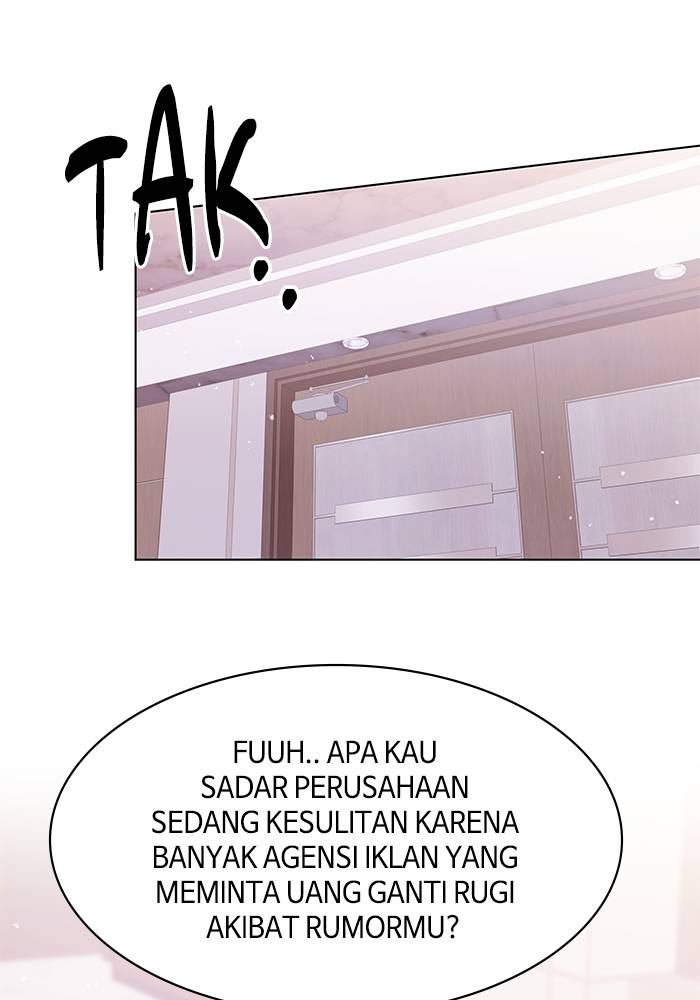 TAK..
FUUH.. APA KAU
SADAR PERUSAHAAN
SEDANG KESULITAN KARENA
BANYAK AGENSI IKLAN YANG
MEMINTA UANG GANTI RUGI
AKIBAT RUMORMU?